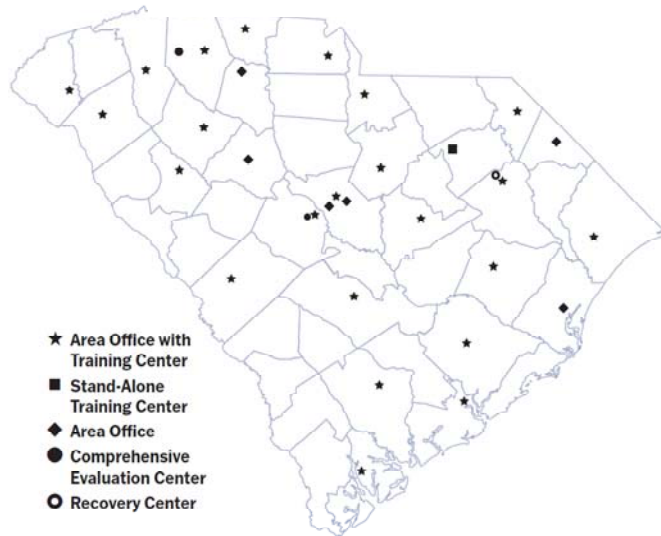 Area Office with
Training Center
Stand-Alone
Training Center
Area Office
Comprehensive
Evaluation Center
Recovery Center